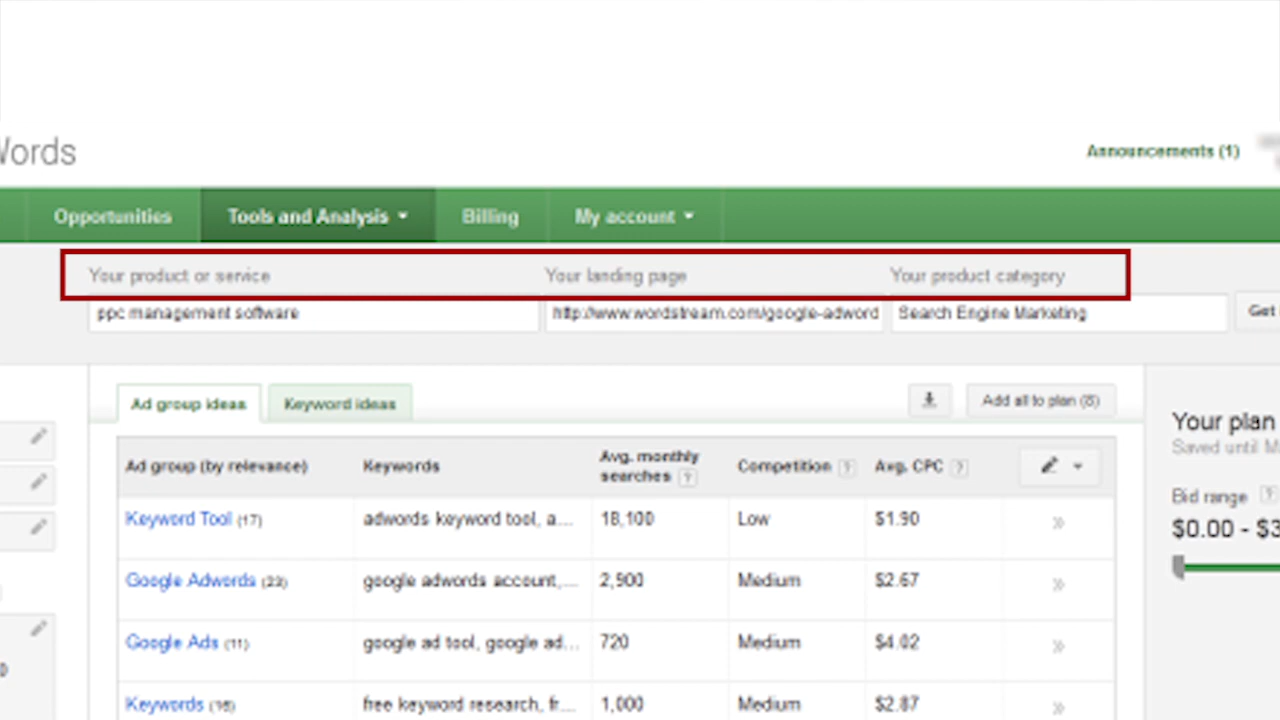 Words
Announcements (1)
Opportunities Tools and Analysis Billing My account
Your product or service Your landing page Your product category
ppc management software http://www.wordstream.com/google-adword Search Engine Marketing Get
Ad group ideas Keyword ideas Add all to plan (8)
Your plan
Saved until
Ad group (by relevance) Keywords Avg. monthly searches ? Competition ? Avg. CPC ?
Bid range ?
Keyword Tool (17) adwords keyword tool, a... 18,100 Low $1.90
$0.00 - $3
Google Adwords (23) google adwords account,... 2,900 Medium $2.67
Google Ads (11) google ad tool, google ad... 720 Medium $4.02
Keywords (16) free keyword research, fr... 1,000 Medium $2.87